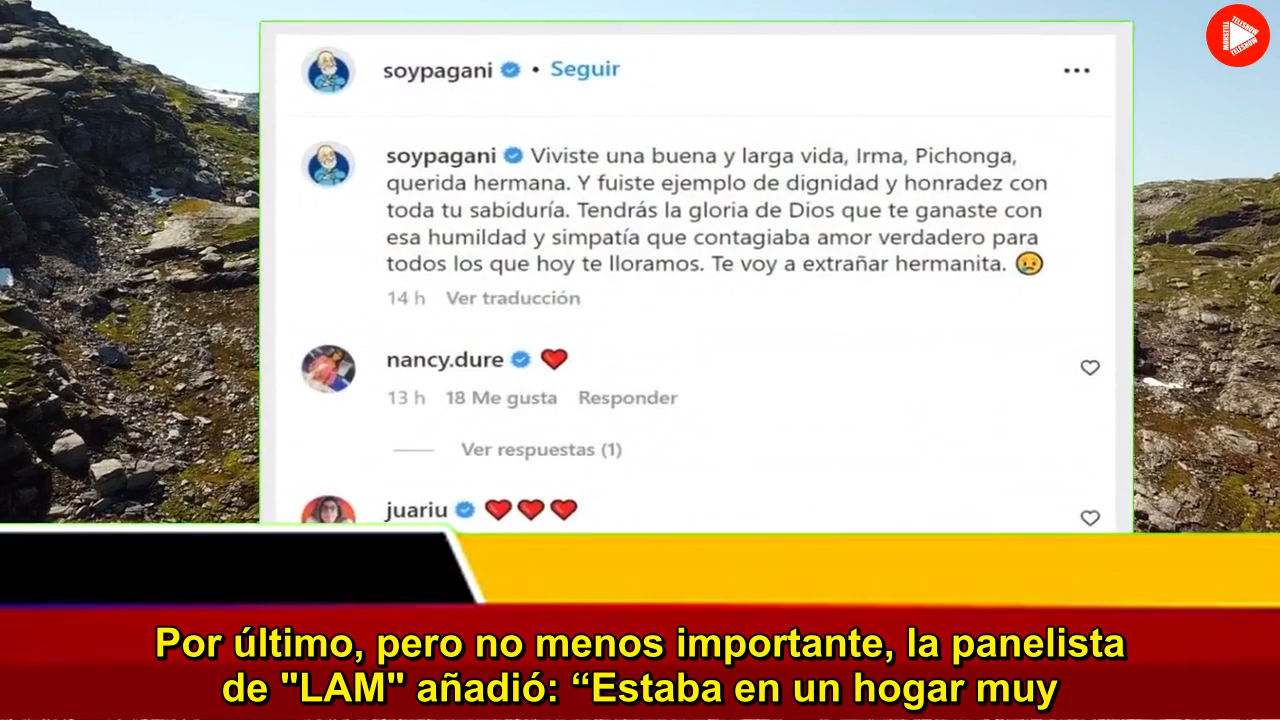 TELESHOW
TELESHOW
TELESHOW
soypagani • Seguir
soypagani Viviste una buena y larga vida, Irma, Pichonga,
querida hermana. Y fuiste ejemplo de dignidad y honradez con
toda tu sabiduría. Tendrás la gloria de Dios que te ganaste con
esa humildad y simpatía que contagiaba amor verdadero para
todos los que hoy te lloramos. Te voy a extrañar hermanita. 😢
14 h Ver traducción
nancy.dure ❤️
13 h 18 Me gusta Responder
Ver respuestas (1)
juariu ❤️❤️❤️
Por último, pero no menos importante, la panelista
de "LAM" añadió: “Estaba en un hogar muy